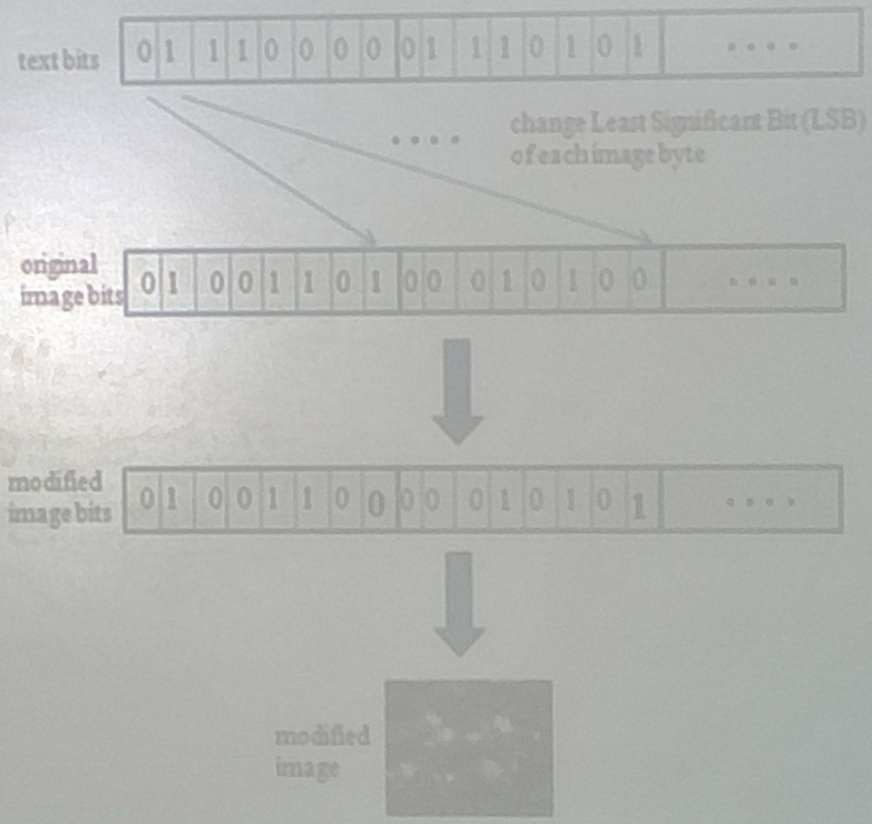 text bits 0 1 1 1 0 0 0 0 0 1 1 1 0 1 0 1 ....
.... change Least Significant Bit (LSB)
of each image byte
original
image bits 0 1 0 0 1 1 0 1 0 0 0 1 0 1 0 0 ....
modified
image bits 0 1 0 0 1 1 0 0 0 0 0 1 0 1 0 1 ....
modified
image